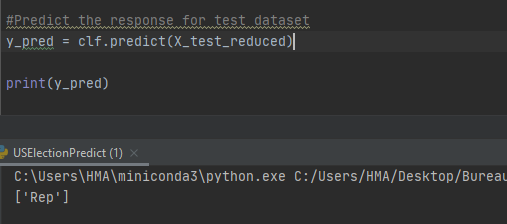 #Predict the response for test dataset
y_pred = clf.predict(X_test_reduced)
print(y_pred)
USElectionPredict (1) ×
C:\Users\HMA\miniconda3\python.exe C:/Users/HMA/Desktop/Bureau
['Rep']